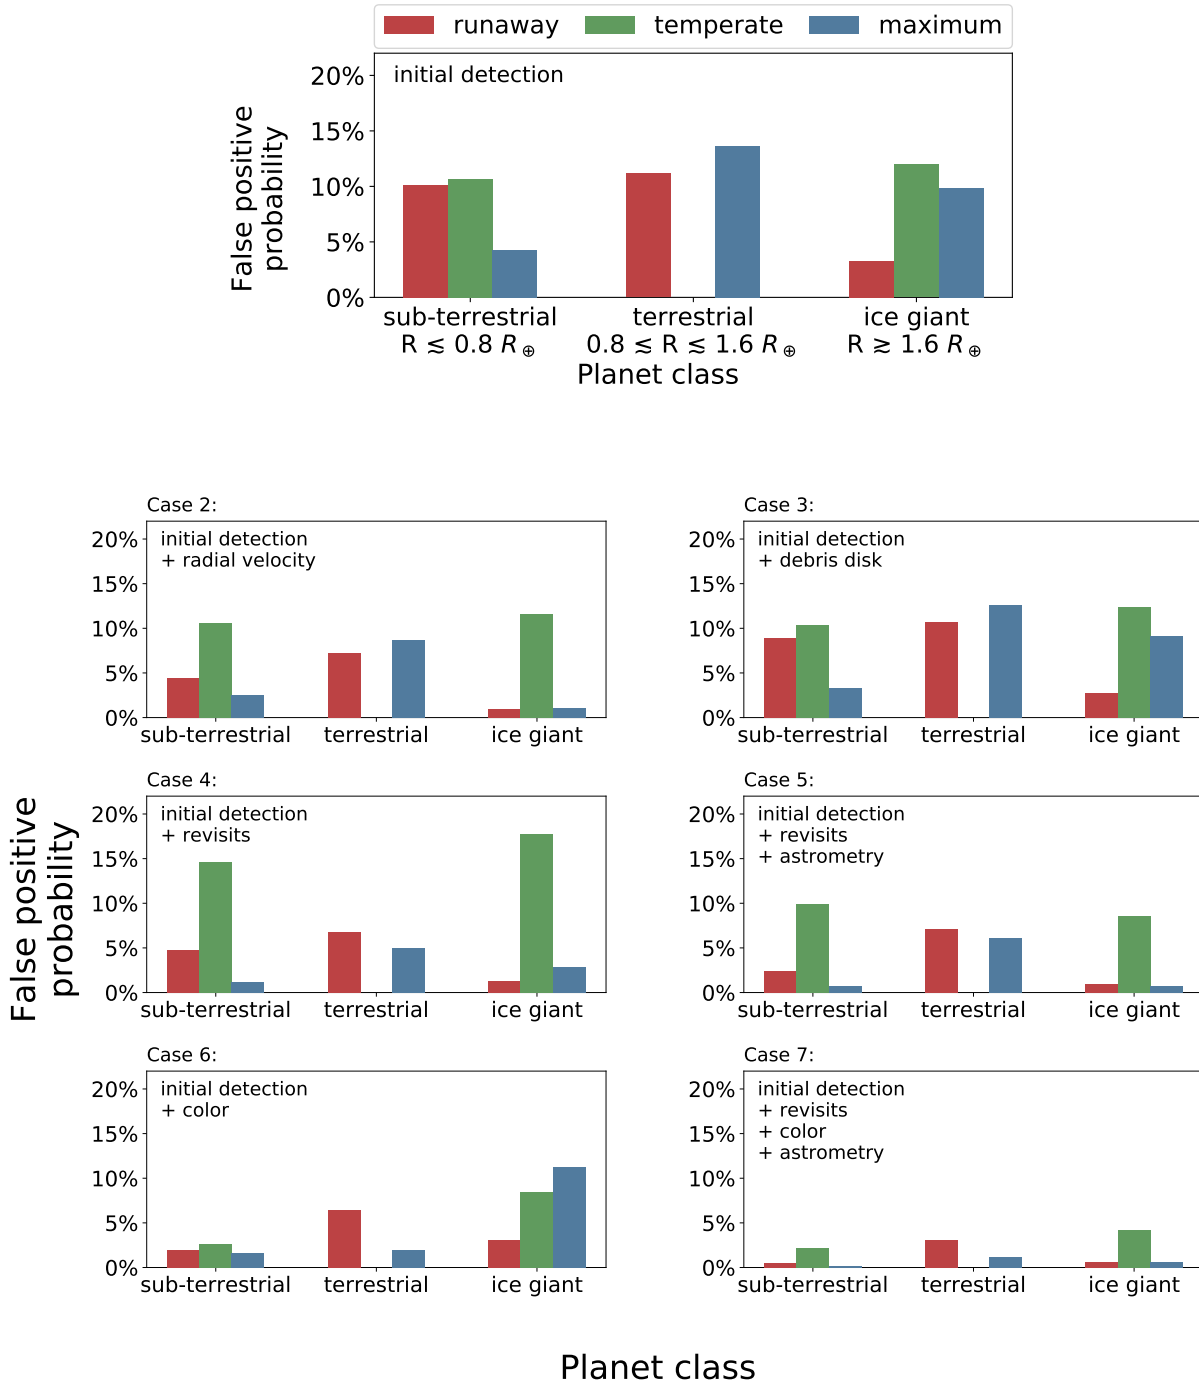 runaway temperate maximum
initial detection
20%
15%
10%
5%
0%
False positive
probability
sub-terrestrial terrestrial ice giant
R ≲ 0.8 R⊕ 0.8 ≲ R ≲ 1.6 R⊕ R ≳ 1.6 R⊕
Planet class
False positive
probability
Case 2:
initial detection
+ radial velocity
20%
15%
10%
5%
0%
sub-terrestrial terrestrial ice giant
Case 3:
initial detection
+ debris disk
20%
15%
10%
5%
0%
sub-terrestrial terrestrial ice giant
Case 4:
initial detection
+ revisits
20%
15%
10%
5%
0%
sub-terrestrial terrestrial ice giant
Case 5:
initial detection
+ revisits
+ astrometry
20%
15%
10%
5%
0%
sub-terrestrial terrestrial ice giant
Case 6:
initial detection
+ color
20%
15%
10%
5%
0%
sub-terrestrial terrestrial ice giant
Case 7:
initial detection
+ revisits
+ color
+ astrometry
20%
15%
10%
5%
0%
sub-terrestrial terrestrial ice giant
Planet class